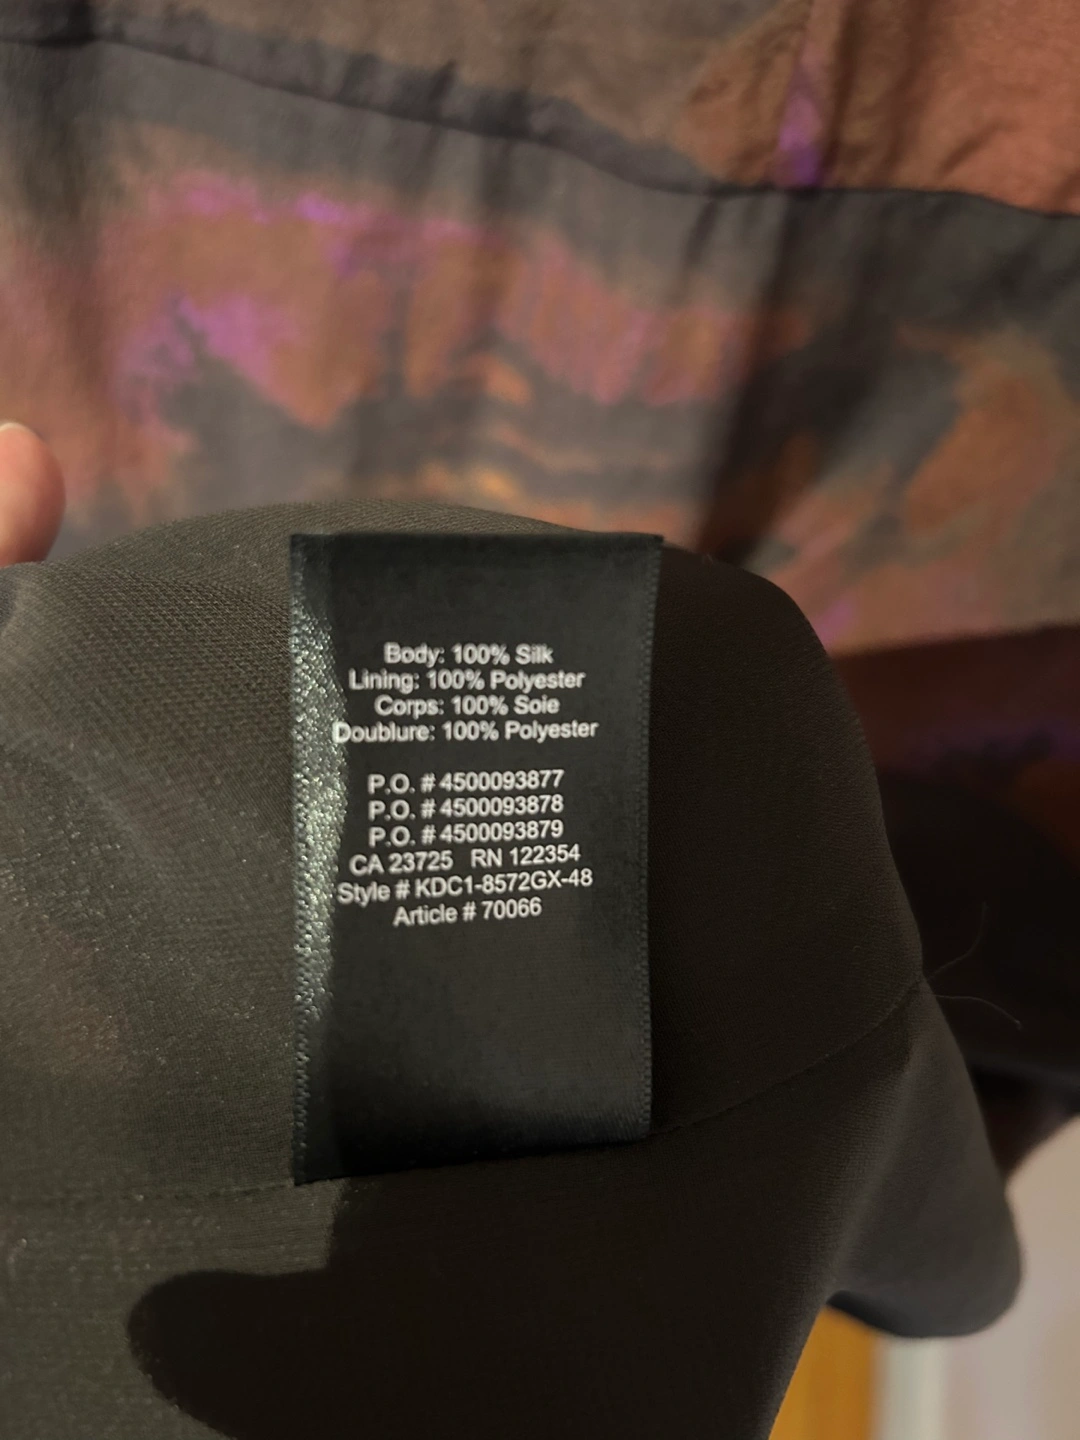 Body: 100% Silk
Lining: 100% Polyester
Corps: 100% Soie
Doublure: 100% Polyester
P.O. # 4500093877
P.O. # 4500093878
P.O. # 4500093879
CA 23725 RN 122354
Style # KDC1-8572GX-48
Article # 70066